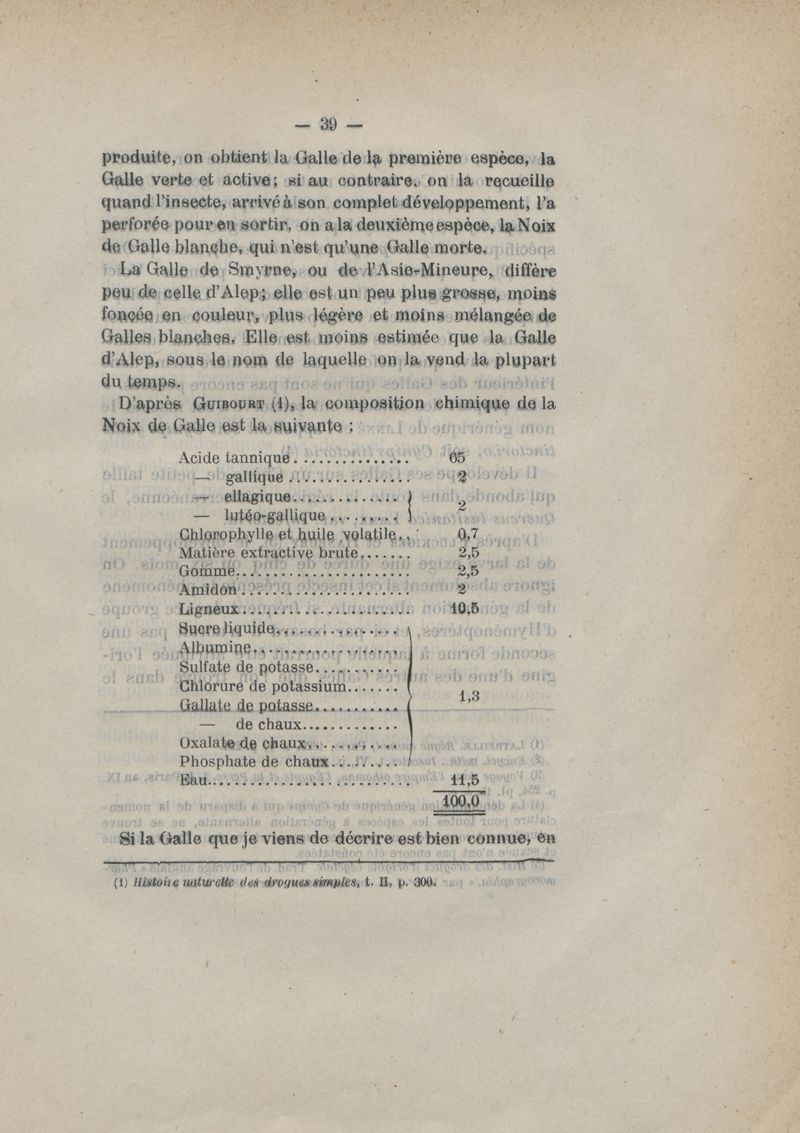 — 39 —
produite, on obtient la Galle de la première espèce, la
Galle verte et active; si au contraire, on la recueille
quand l'insecte, arrivé à son complet développement, l'a
perforée pour en sortir, on a la deuxième espèce, la Noix
de Galle blanche, qui n'est qu'une Galle morte.
La Galle de Smyrne, ou de l'Asie-Mineure, diffère
peu de celle d'Alep; elle est un peu plus grosse, moins
foncée en couleur, plus légère et moins mélangée de
Galles blanches. Elle est moins estimée que la Galle
d'Alep, sous le nom de laquelle on la vend la plupart
du temps.
D'après GUIBOURT (1), la composition chimique de la
Noix de Galle est la suivante :
Acide tannique............... 65
— gallique............... 2
— ellagique.............
— lutéo-gallique......... } 2
Chlorophylle et huile volatile.. 0,7
Matière extractive brute....... 2,5
Gomme...................... 2,5
Amidon...................... 2
Ligneux...................... 10,5
Sucre liquide...............
Albumine...................
Sulfate de potasse...........
Chlorure de potassium.......
Gallate de potasse........... } 1,3
— de chaux.............
Oxalate de chaux............
Phosphate de chaux.........
Eau.......................... 11,5
100,0
Si la Galle que je viens de décrire est bien connue, en
(1) Histoire naturelle des drogues simples, t. II, p. 300.